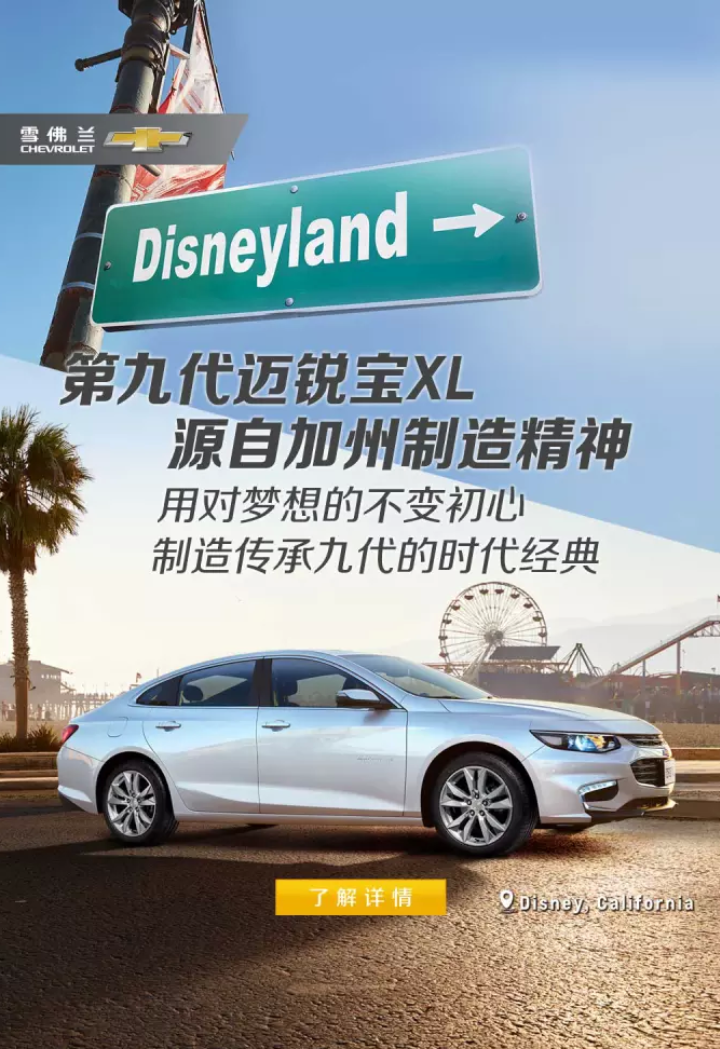 雪佛兰
CHEVROLET
Disneyland
第九代迈锐宝XL
源自加州制造精神
用对梦想的不变初心
制造传承九代的时代经典
了解详情
Disney, California